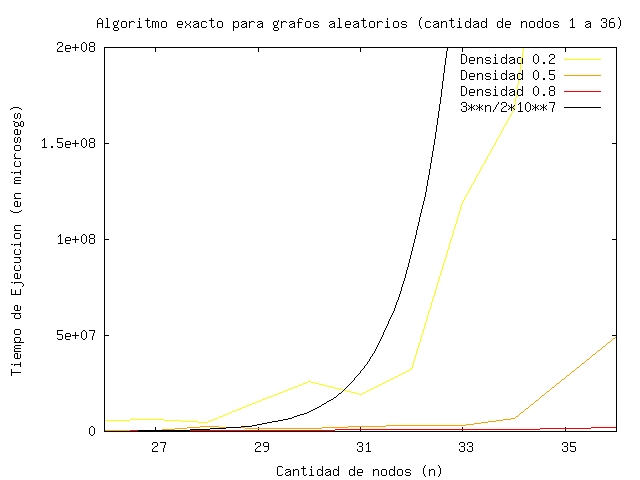 Algoritmo exacto para grafos aleatorios (cantidad de nodos 1 a 36)
2e+08
1.5e+08
1e+08
5e+07
0
Tiempo de Ejecucion (en microsegs)
Densidad 0.2
Densidad 0.5
Densidad 0.8
3**n/2*10**7
27 29 31 33 35
Cantidad de nodos (n)